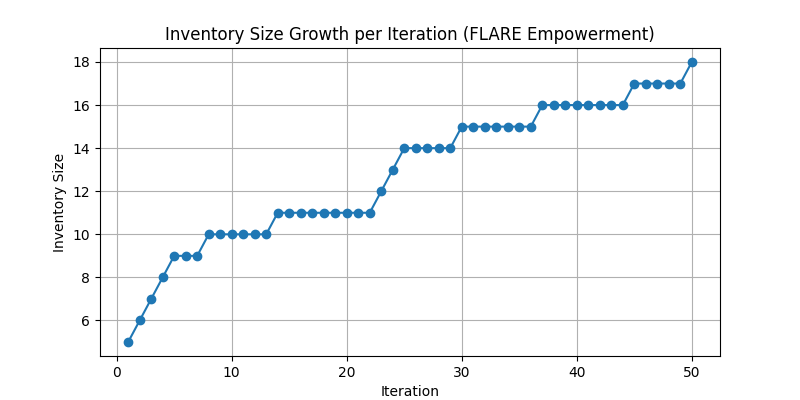 Inventory Size Growth per Iteration (FLARE Empowerment)
Inventory Size
18
16
14
12
10
8
6
0 10 20 30 40 50
Iteration